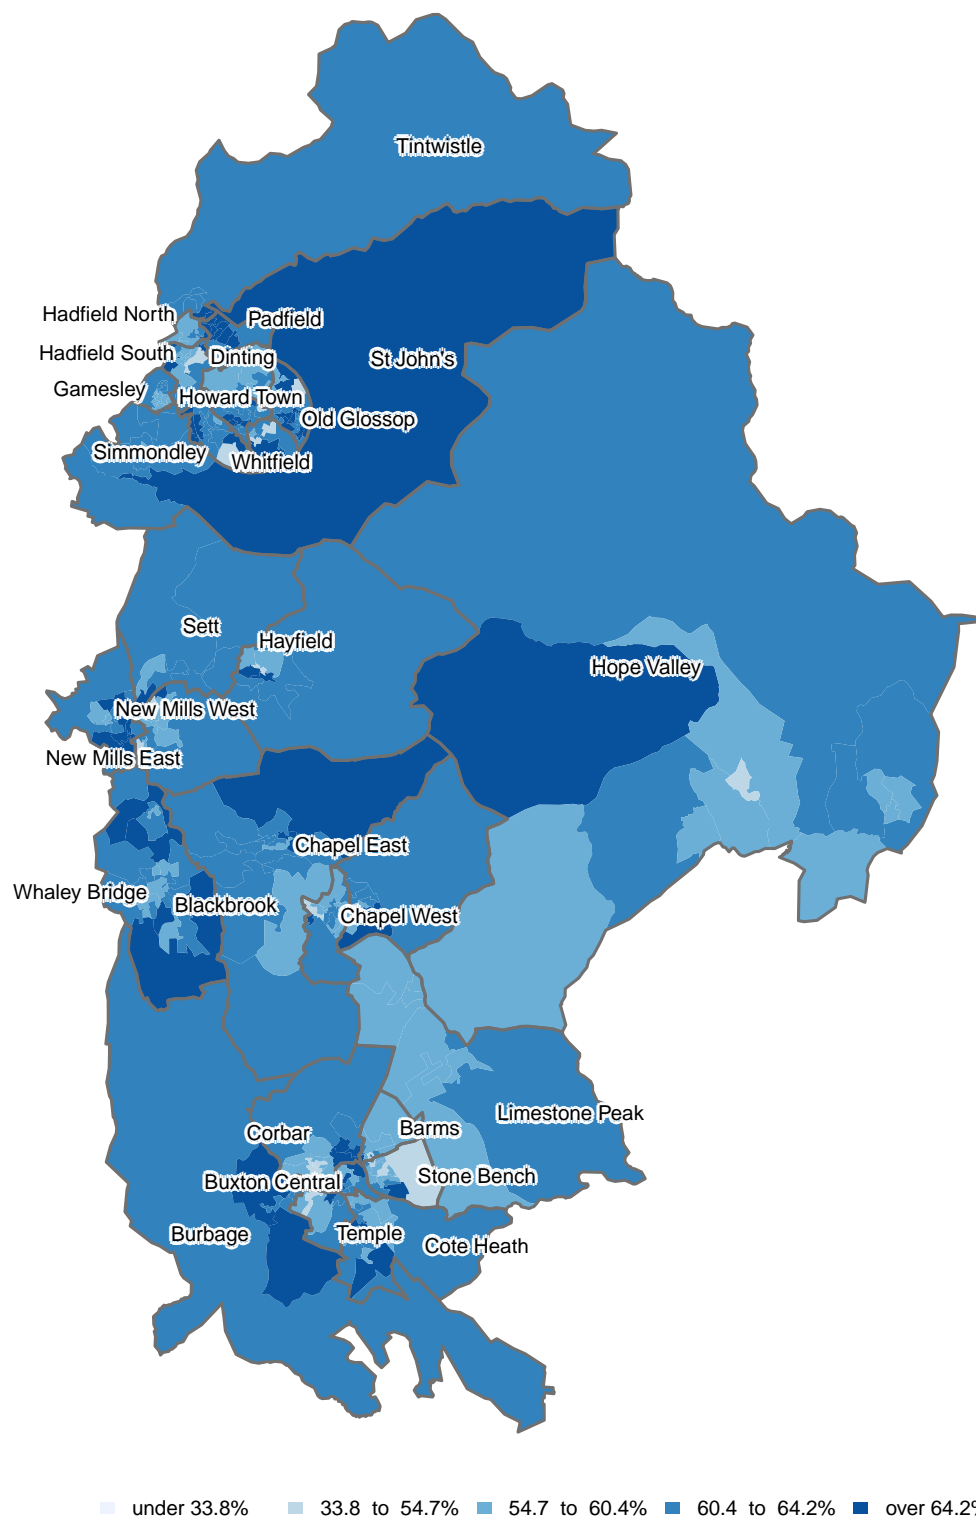 Tintwistle
Hadfield North
Padfield
Hadfield South
Dinting
St John's
Gamesley
Howard Town
Old Glossop
Simmondley
Whitfield
Sett
Hayfield
Hope Valley
New Mills West
New Mills East
Chapel East
Whaley Bridge
Blackbrook
Chapel West
Limestone Peak
Corbar
Barms
Buxton Central
Stone Bench
Burbage
Temple
Cote Heath
under 33.8% 33.8 to 54.7% 54.7 to 60.4% 60.4 to 64.2% over 64.2%